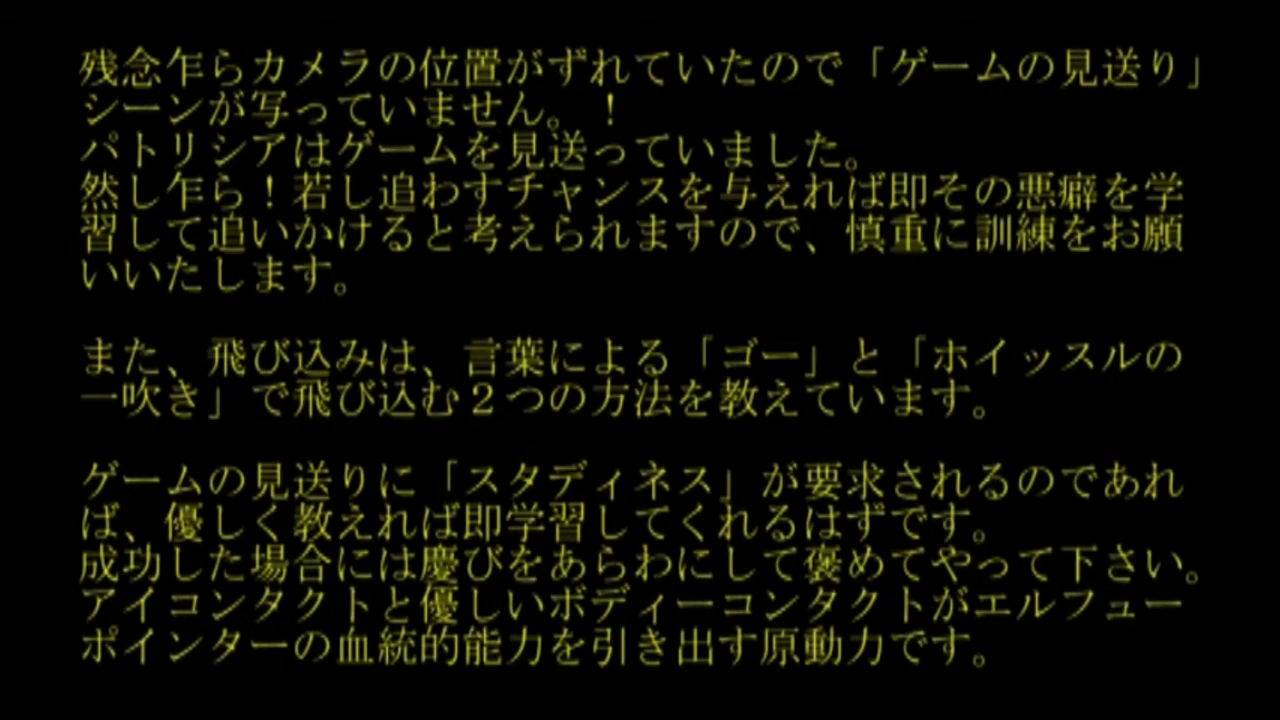 残念乍らカメラの位置がずれていたので「ゲームの見送り」
シーンが写っていません。！
パトリシアはゲームを見送っていました。
然し乍ら！若し追わすチャンスを与えれば即その悪癖を学
習して追いかけると考えられますので、慎重に訓練をお願
いいたします。
また、飛び込みは、言葉による「ゴー」と「ホイッスルの
一吹き」で飛び込む２つの方法を教えています。
ゲームの見送りに「スタディネス」が要求されるのであれ
ば、優しく教えれば即学習してくれるはずです。
成功した場合には慶びをあらわにして褒めてやって下さい。
アイコンタクトと優しいボディーコンタクトがエルフュー
ポインターの血統的能力を引き出す原動力です。